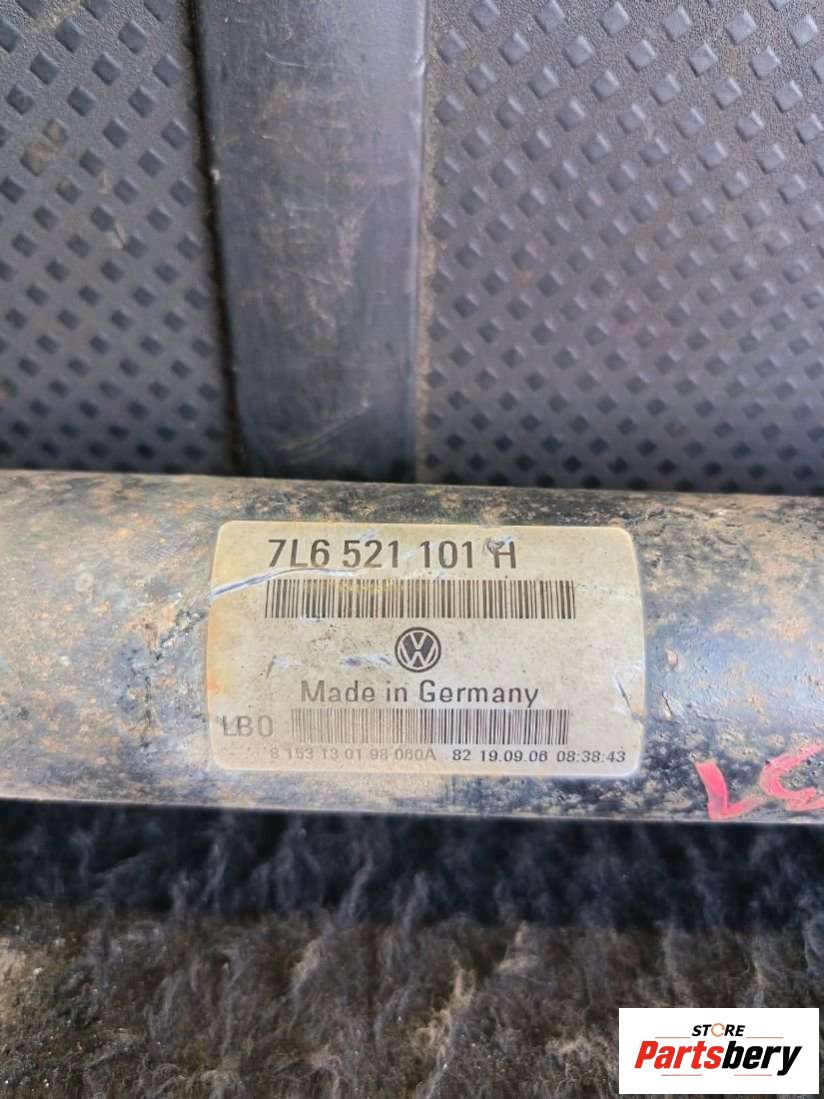 7L6 521 101 H
VW
Made in Germany
LB0
8 153 13 01 98 060A 82 19.09.06 08:38:43
STORE
Partsbery